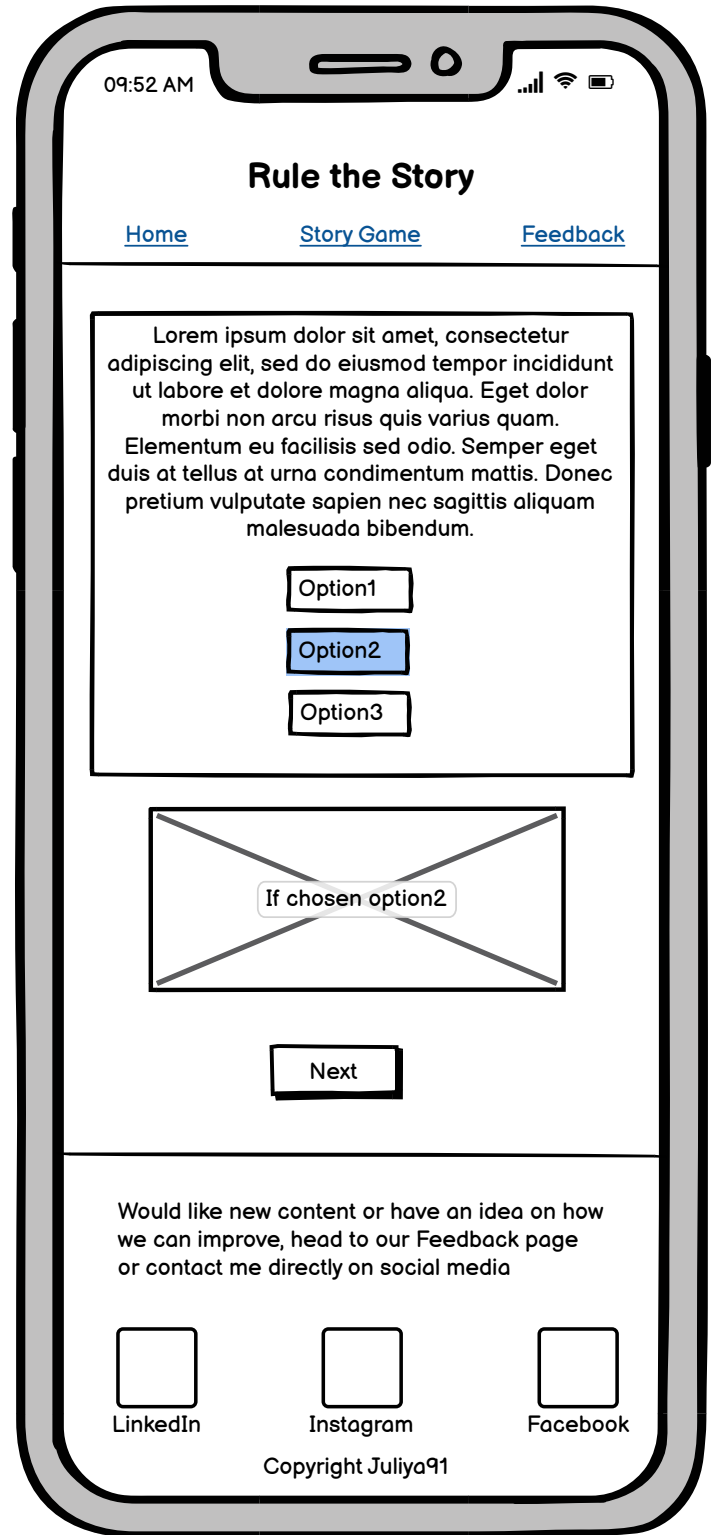 09:52 AM
Rule the Story
Home Story Game Feedback
Lorem ipsum dolor sit amet, consectetur
adipiscing elit, sed do eiusmod tempor incididunt
ut labore et dolore magna aliqua. Eget dolor
morbi non arcu risus quis varius quam.
Elementum eu facilisis sed odio. Semper eget
duis at tellus at urna condimentum mattis. Donec
pretium vulputate sapien nec sagittis aliquam
malesuada bibendum.
Option1
Option2
Option3
If chosen option2
Next
Would like new content or have an idea on how
we can improve, head to our Feedback page
or contact me directly on social media
LinkedIn Instagram Facebook
Copyright Juliya91